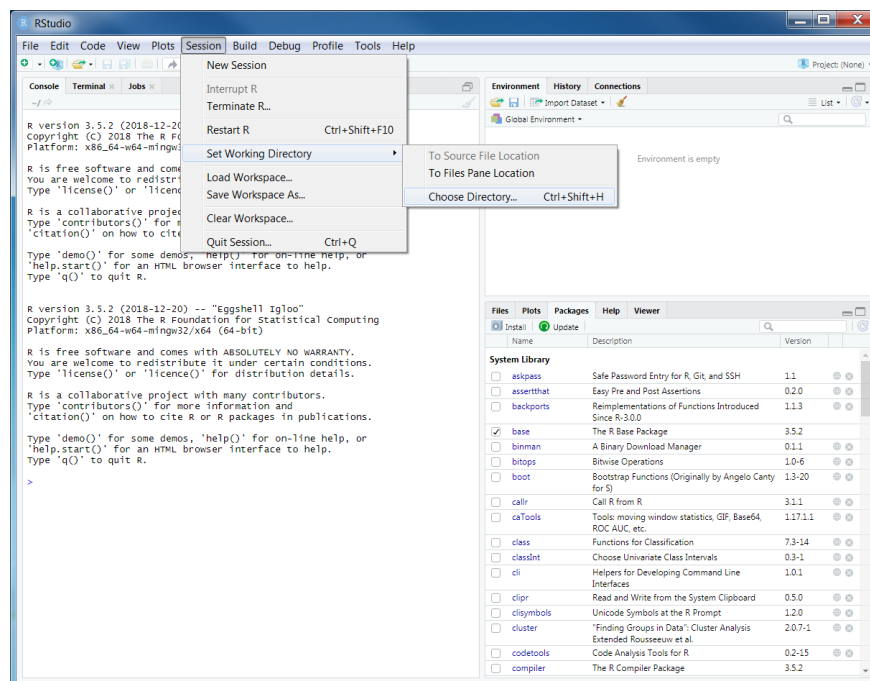 RStudio
File Edit Code View Plots Session Build Debug Profile Tools Help
Project: (None)
New Session
Interrupt R
Terminate R...
Restart R Ctrl+Shift+F10
Set Working Directory
Load Workspace...
Save Workspace As...
Clear Workspace...
Quit Session... Ctrl+Q
To Source File Location
To Files Pane Location
Choose Directory... Ctrl+Shift+H
Console Terminal Jobs
~/
R version 3.5.2 (2018-12-20
Copyright (C) 2018 The R Fo
Platform: x86_64-w64-mingw3
R is free software and come
You are welcome to redistri
Type 'license()' or 'licenc
R is a collaborative projec
Type 'contributors()' for m
'citation()' on how to cite
Type 'demo()' for some demos, 'help()' for on-line help, or
'help.start()' for an HTML browser interface to help.
Type 'q()' to quit R.
R version 3.5.2 (2018-12-20) -- "Eggshell Igloo"
Copyright (C) 2018 The R Foundation for Statistical Computing
Platform: x86_64-w64-mingw32/x64 (64-bit)
R is free software and comes with ABSOLUTELY NO WARRANTY.
You are welcome to redistribute it under certain conditions.
Type 'license()' or 'licence()' for distribution details.
R is a collaborative project with many contributors.
Type 'contributors()' for more information and
'citation()' on how to cite R or R packages in publications.
Type 'demo()' for some demos, 'help()' for on-line help, or
'help.start()' for an HTML browser interface to help.
Type 'q()' to quit R.
>
Environment History Connections
Import Dataset List
Global Environment
Environment is empty
Files Plots Packages Help Viewer
Install Update
Name Description Version
System Library
askpass Safe Password Entry for R, Git, and SSH 1.1
assertthat Easy Pre and Post Assertions 0.2.0
backports Reimplementations of Functions Introduced 1.1.3
Since R-3.0.0
base The R Base Package 3.5.2
binman A Binary Download Manager 0.1.1
bitops Bitwise Operations 1.0-6
boot Bootstrap Functions (Originally by Angelo Canty 1.3-20
for S)
callr Call R from R 3.1.1
caTools Tools: moving window statistics, GIF, Base64, 1.17.1.1
ROC AUC, etc.
class Functions for Classification 7.3-14
classInt Choose Univariate Class Intervals 0.3-1
cli Helpers for Developing Command Line 1.0.1
Interfaces
clipr Read and Write from the System Clipboard 0.5.0
clisymbols Unicode Symbols at the R Prompt 1.2.0
cluster "Finding Groups in Data": Cluster Analysis 2.0.7-1
Extended Rousseeuw et al.
codetools Code Analysis Tools for R 0.2-15
compiler The R Compiler Package 3.5.2